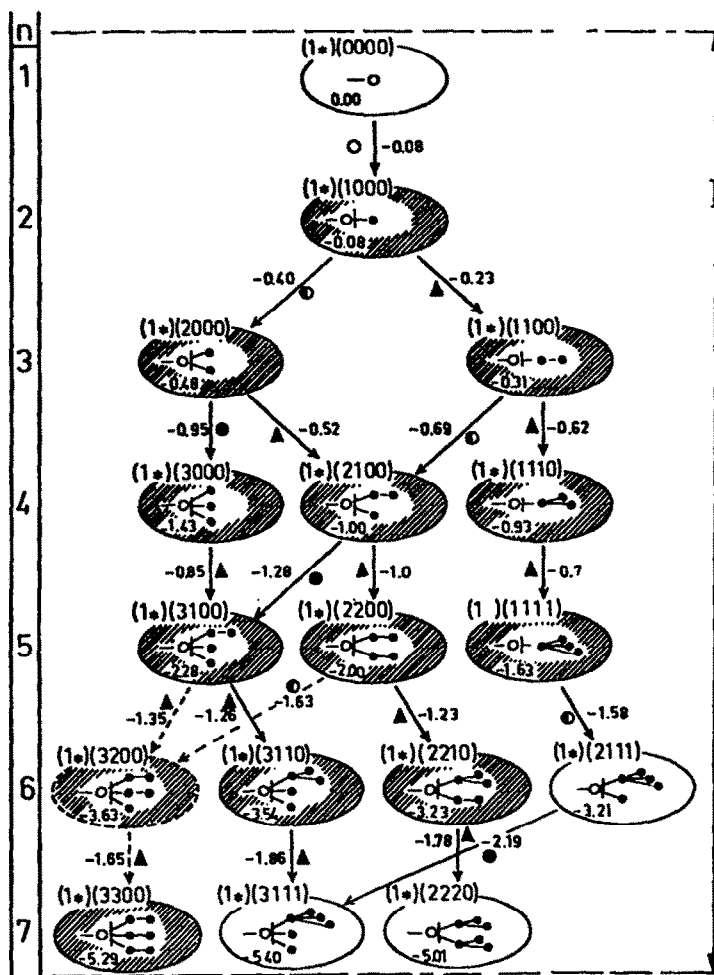 n
1
(1*)(0000)
0.00
-0.08
2
(1*)(1000)
-0.08
-0.40 -0.23
3
(1*)(2000) (1*)(1100)
-0.48 -0.31
-0.95 -0.52 -0.69 -0.62
4
(1*)(3000) (1*)(2100) (1*)(1110)
-1.43 -1.00 -0.93
-0.85 -1.28 -1.0 -0.7
5
(1*)(3100) (1*)(2200) (1 )(1111)
-2.28 -2.00 -1.63
-1.35 -1.26 -1.63 -1.23 -1.58
6
(1*)(3200) (1*)(3110) (1*)(2210) (1*)(2111)
-3.63 -3.54 -3.23 -3.21
-1.65 -1.86 -1.78 -2.19
7
(1*)(3300) (1*)(3111) (1*)(2220)
-5.29 -5.40 -5.01